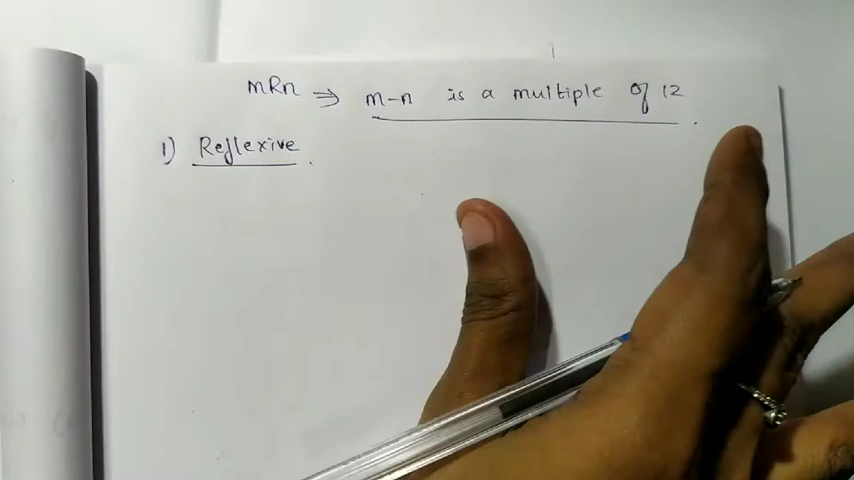 mRn ⇒ m-n is a multiple of 12.
1) Reflexive.